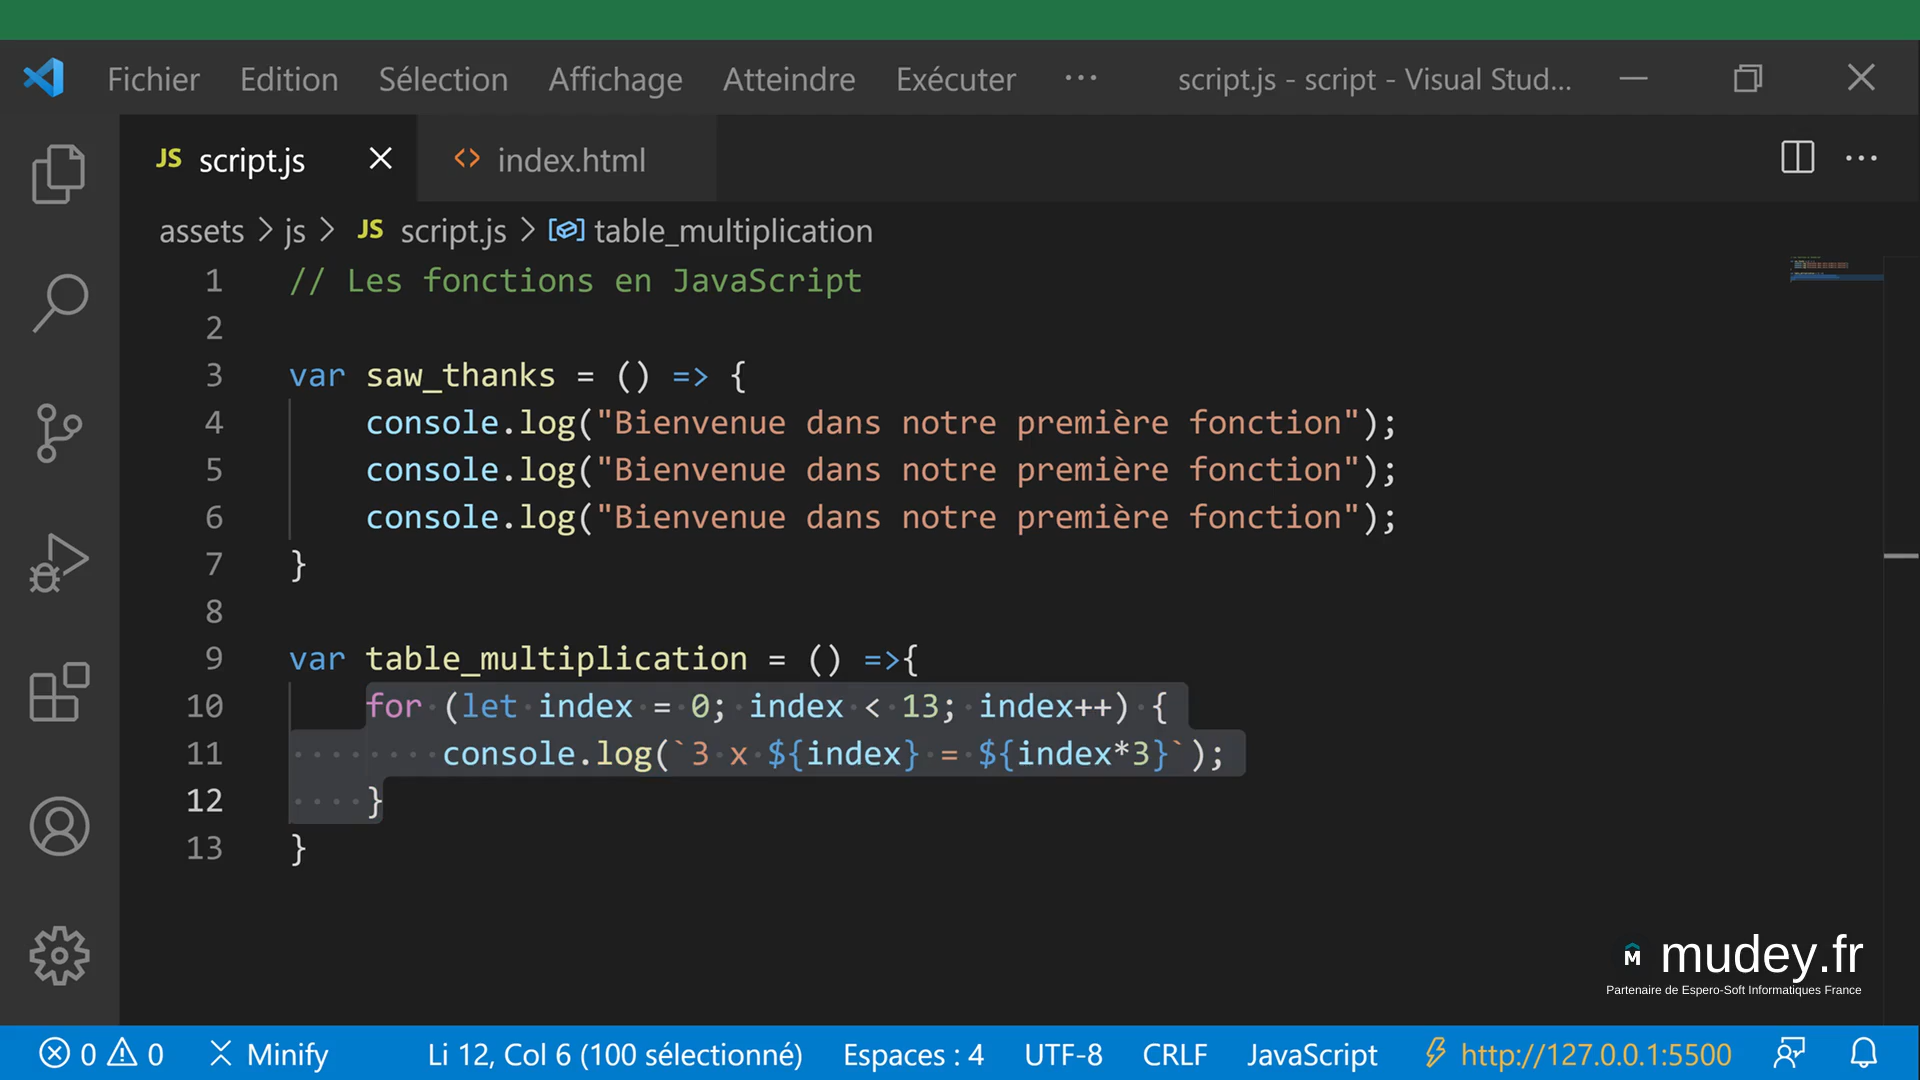 Fichier Edition Sélection Affichage Atteindre Exécuter ··· script.js - script - Visual Stud...
JS script.js index.html
assets > js > JS script.js > table_multiplication
1 // Les fonctions en JavaScript
2
3 var saw_thanks = () => {
4 console.log("Bienvenue dans notre première fonction");
5 console.log("Bienvenue dans notre première fonction");
6 console.log("Bienvenue dans notre première fonction");
7 }
8
9 var table_multiplication = () =>{
10 for (let index = 0; index < 13; index++) {
11 console.log(`3 x ${index} = ${index*3}`);
12 }
13 }
M mudey.fr
Partenaire de Espero-Soft Informatiques France
0 0 Minify Li 12, Col 6 (100 sélectionné) Espaces : 4 UTF-8 CRLF JavaScript http://127.0.0.1:5500